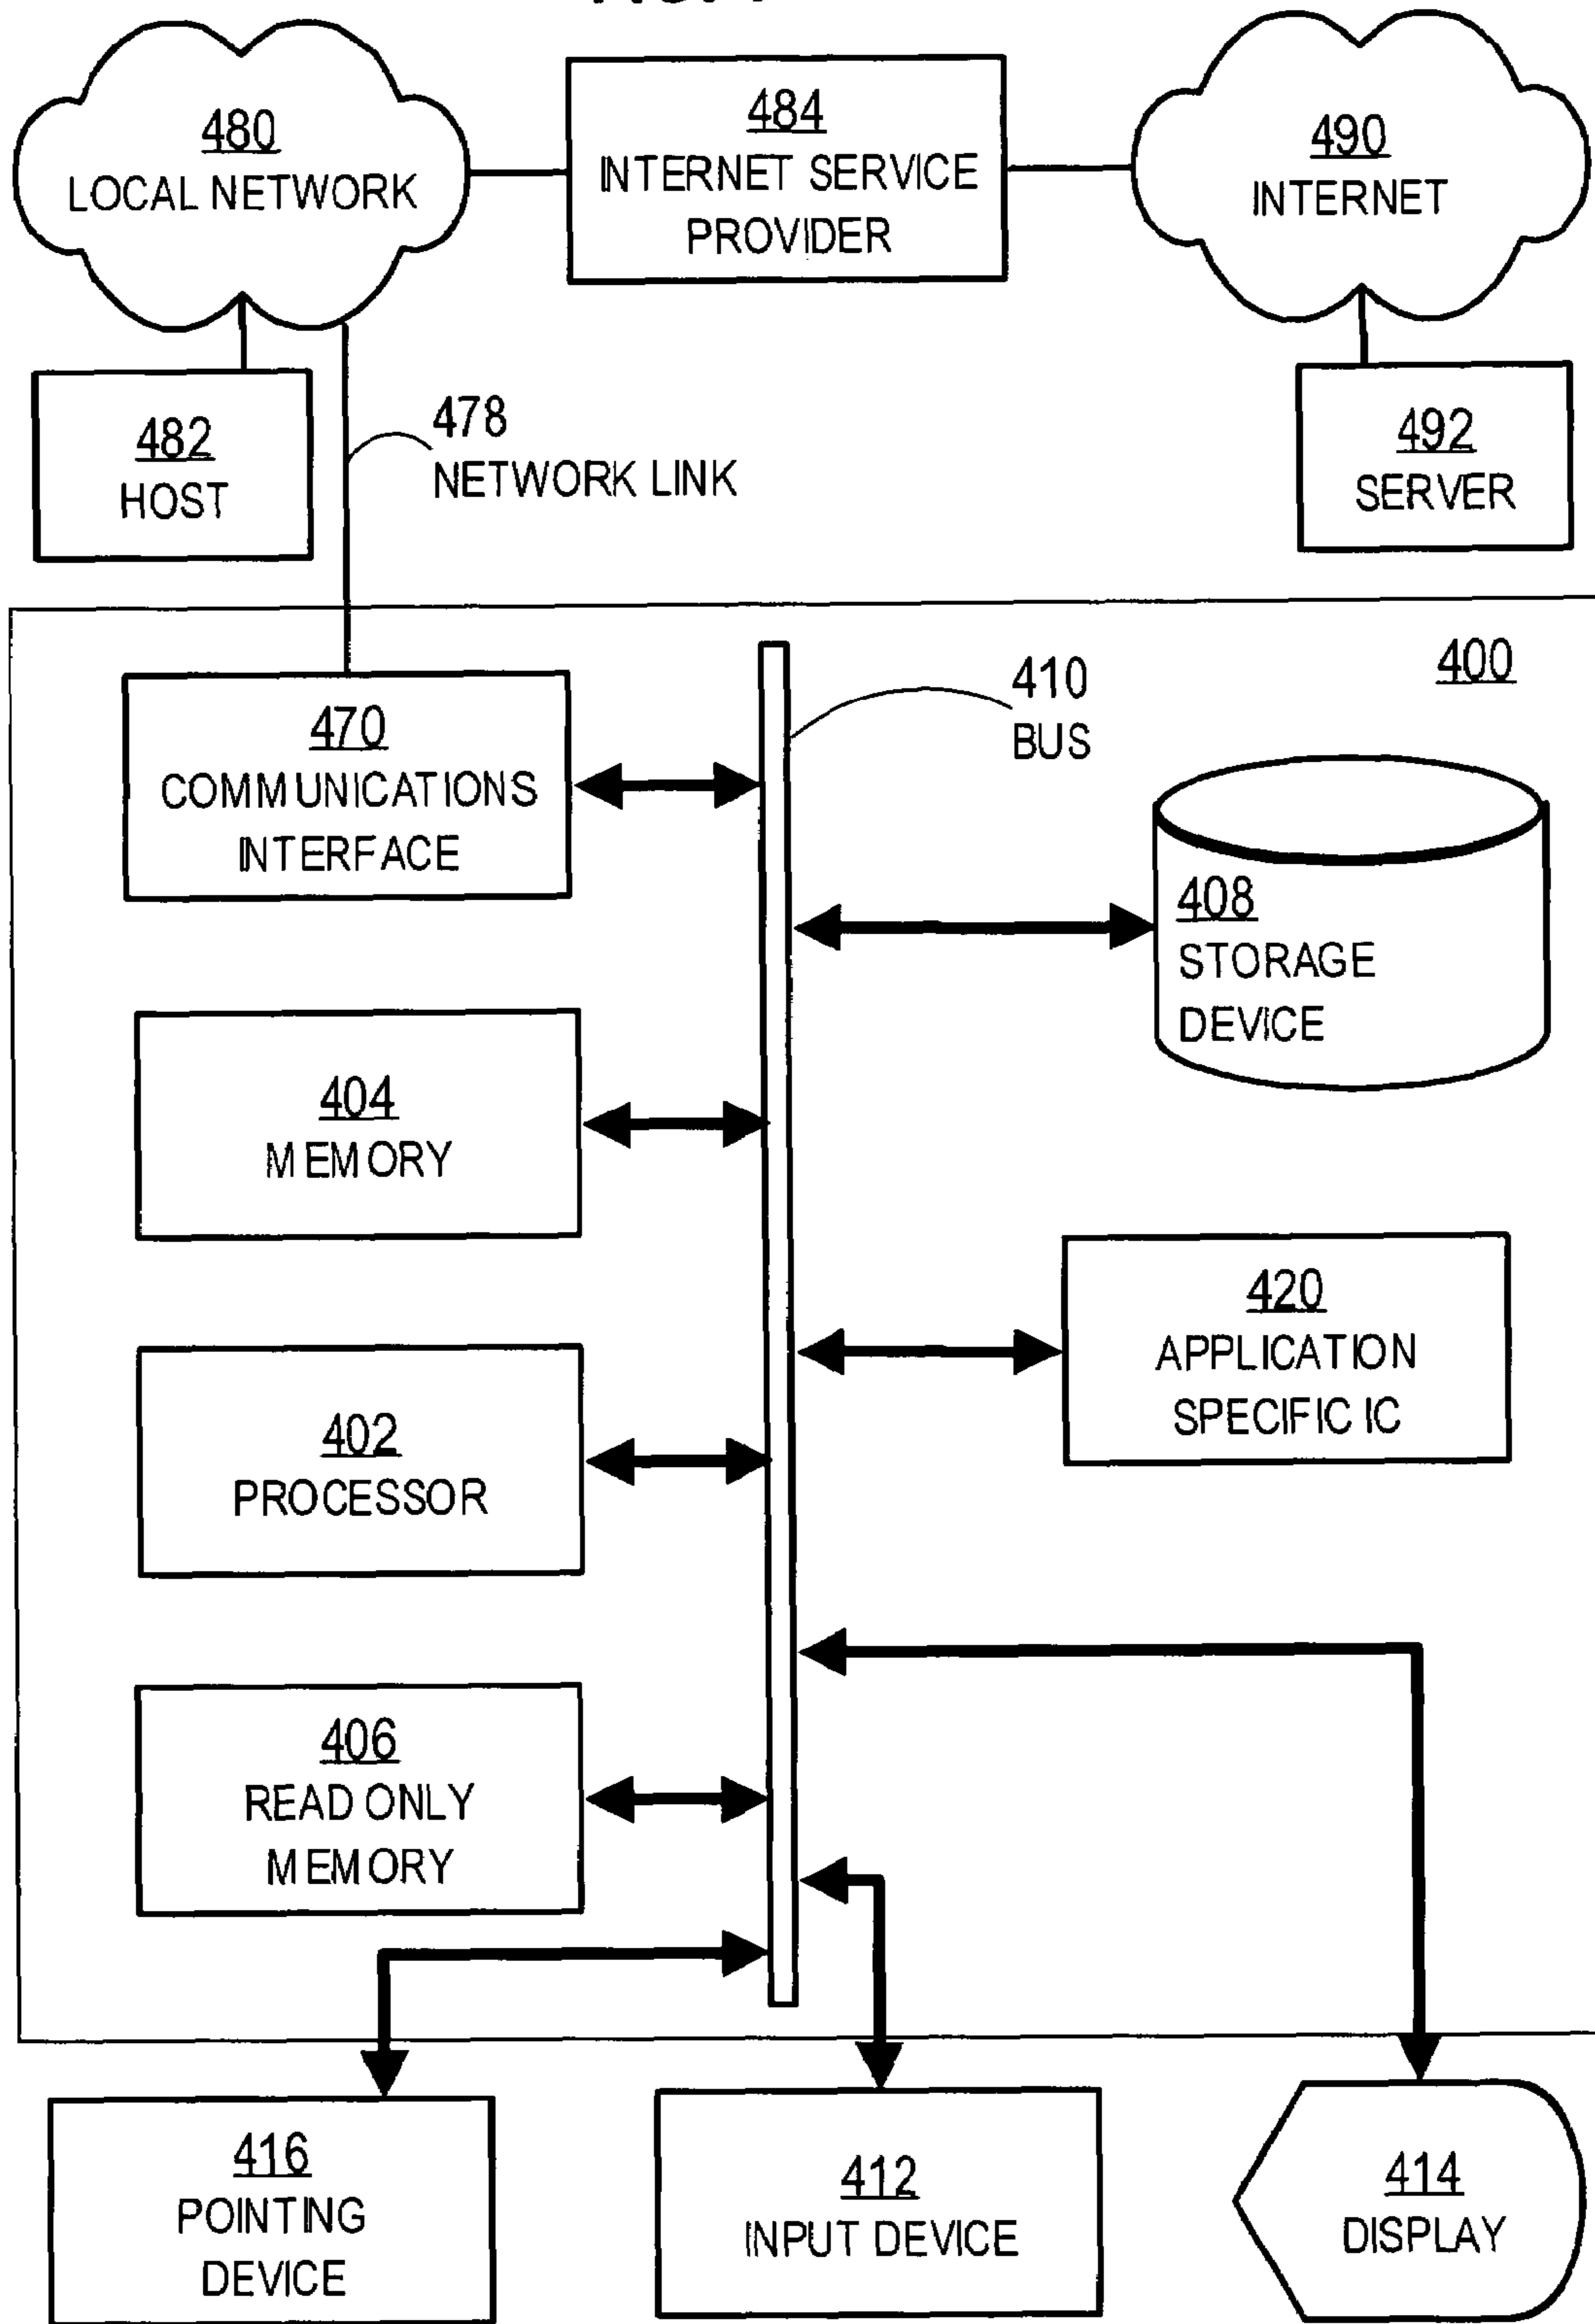 480
LOCAL NETWORK
484
INTERNET SERVICE
PROVIDER
490
INTERNET
482
HOST
478
NETWORK LINK
492
SERVER
400
470
COMMUNICATIONS
INTERFACE
410
BUS
408
STORAGE
DEVICE
404
MEMORY
420
APPLICATION
SPECIFIC IC
402
PROCESSOR
406
READ ONLY
MEMORY
416
POINTING
DEVICE
412
INPUT DEVICE
414
DISPLAY